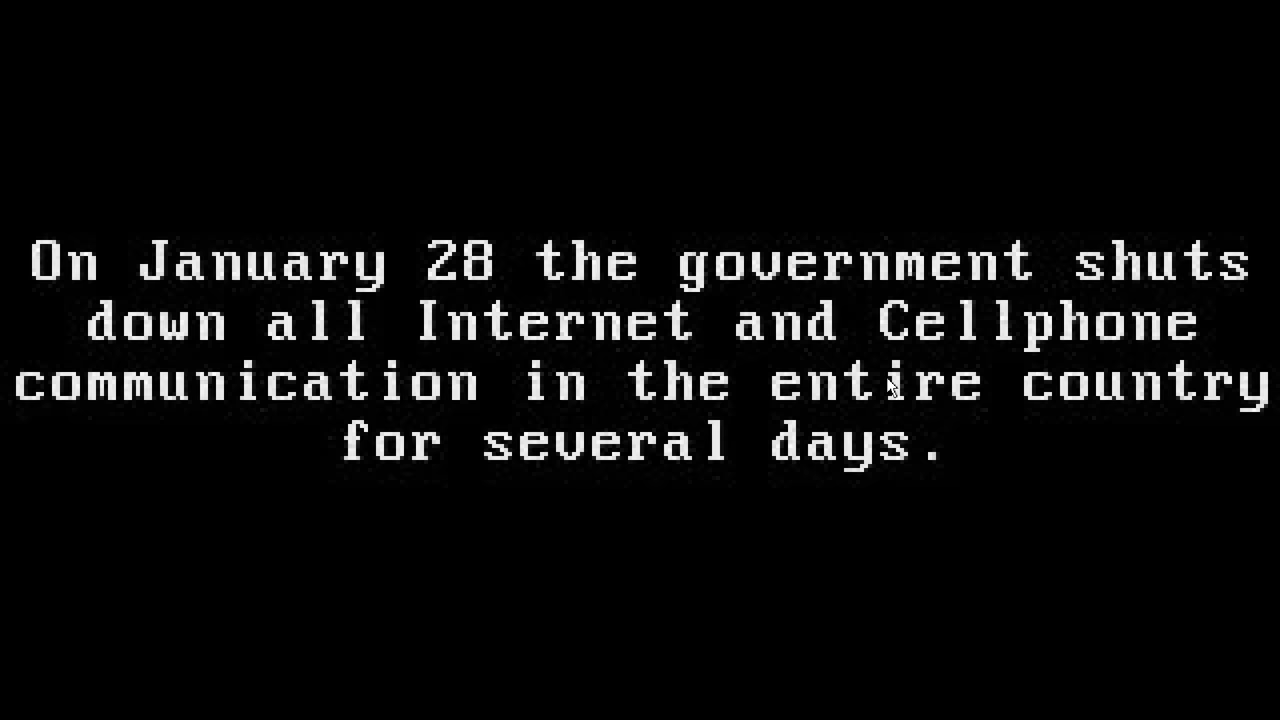 On January 28 the government shuts
down all Internet and Cellphone
communication in the entire country
for several days.